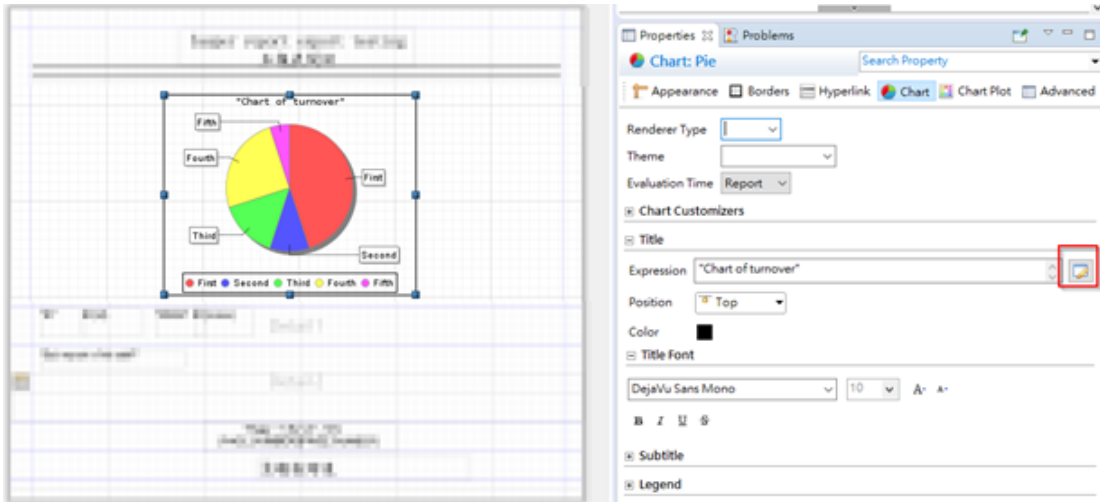 "Chart of turnover"
Fifth
Fourth
First
Third
Second
First Second Third Fourth Fifth
Properties Problems
Chart: Pie Search Property
Appearance Borders Hyperlink Chart Chart Plot Advanced
Renderer Type
Theme
Evaluation Time Report
Chart Customizers
Title
Expression "Chart of turnover"
Position Top
Color
Title Font
DejaVu Sans Mono 10 A A
B I U S
Subtitle
Legend